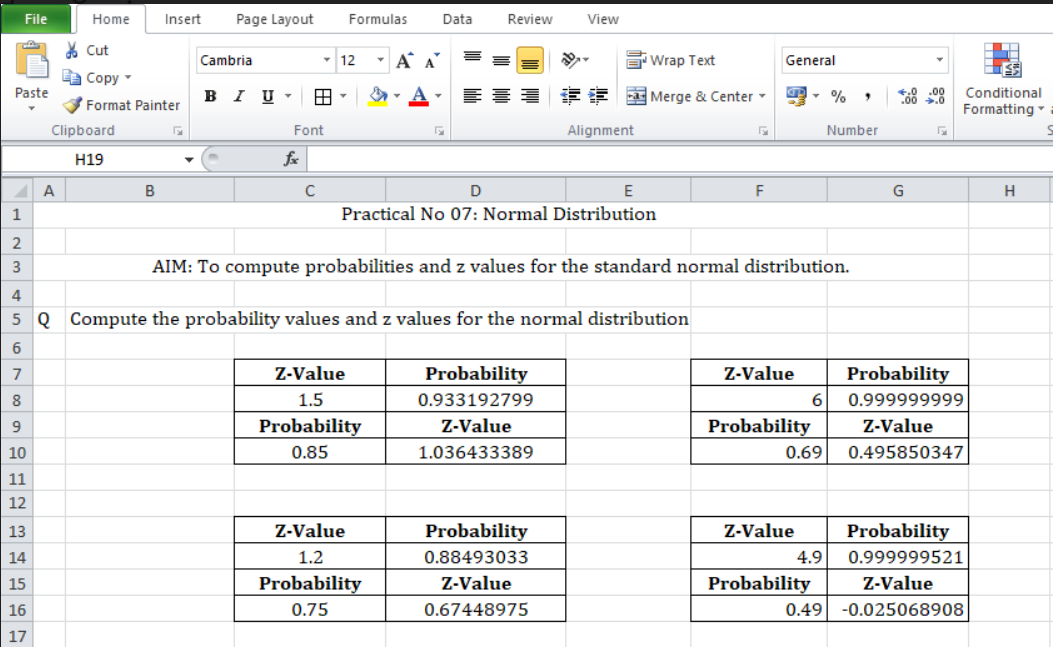 File Home Insert Page Layout Formulas Data Review View
Cut
Copy
Paste
Format Painter
Cambria 12 A A
B I U A
Wrap Text
Merge & Center
General
% , .00 .00
Conditional
Formatting
Clipboard Font Alignment Number
H19 fx
A B C D E F G H
1 Practical No 07: Normal Distribution
2
3 AIM: To compute probabilities and z values for the standard normal distribution.
4
5 Q Compute the probability values and z values for the normal distribution
6
7 Z-Value Probability Z-Value Probability
8 1.5 0.933192799 6 0.999999999
9 Probability Z-Value Probability Z-Value
10 0.85 1.036433389 0.69 0.495850347
11
12
13 Z-Value Probability Z-Value Probability
14 1.2 0.88493033 4.9 0.999999521
15 Probability Z-Value Probability Z-Value
16 0.75 0.67448975 0.49 -0.025068908
17